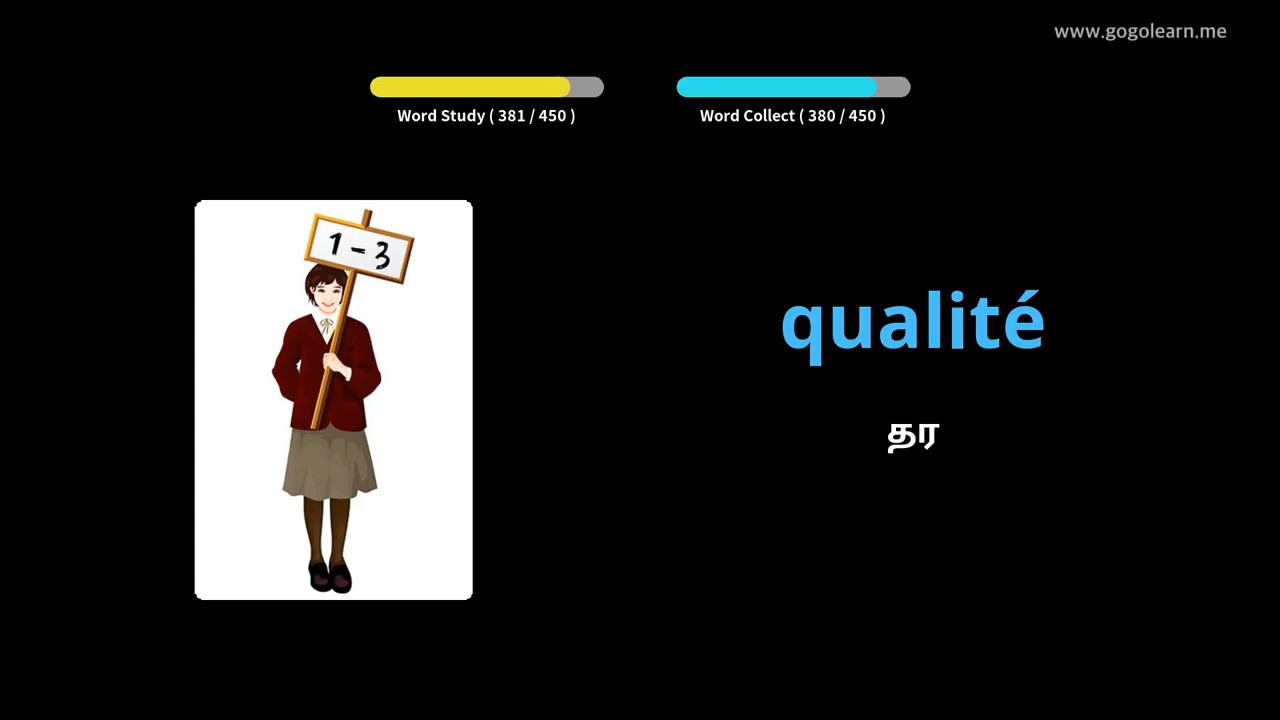 www.gogolearn.me
Word Study ( 381 / 450 )
Word Collect ( 380 / 450 )
1 - 3
qualité
தர